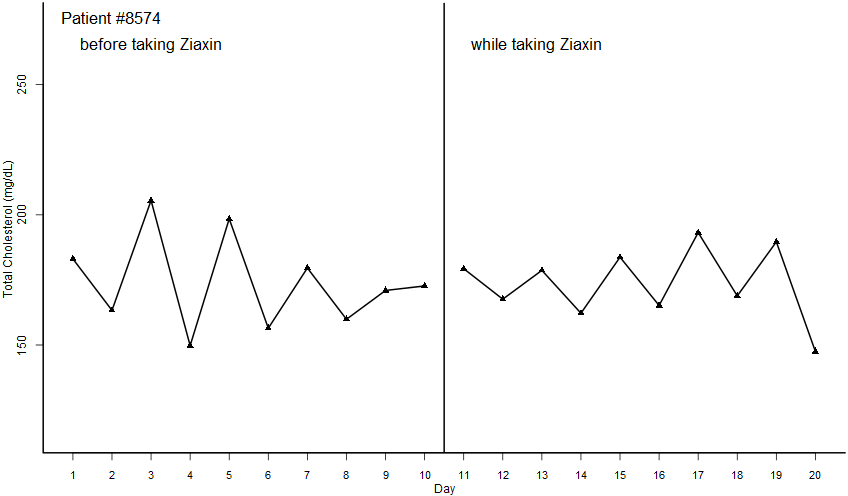 Patient #8574
before taking Ziaxin
while taking Ziaxin
Total Cholesterol (mg/dL)
250
200
150
1 2 3 4 5 6 7 8 9 10 11 12 13 14 15 16 17 18 19 20
Day